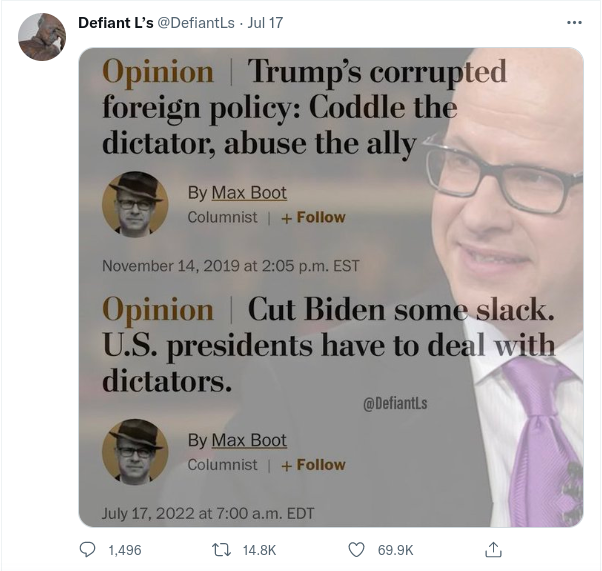 Defiant L’s @DefiantLs · Jul 17
Opinion | Trump’s corrupted
foreign policy: Coddle the
dictator, abuse the ally
By Max Boot
Columnist | + Follow
November 14, 2019 at 2:05 p.m. EST
Opinion | Cut Biden some slack.
U.S. presidents have to deal with
dictators.
@DefiantLs
By Max Boot
Columnist | + Follow
July 17, 2022 at 7:00 a.m. EDT
1,496 14.8K 69.9K